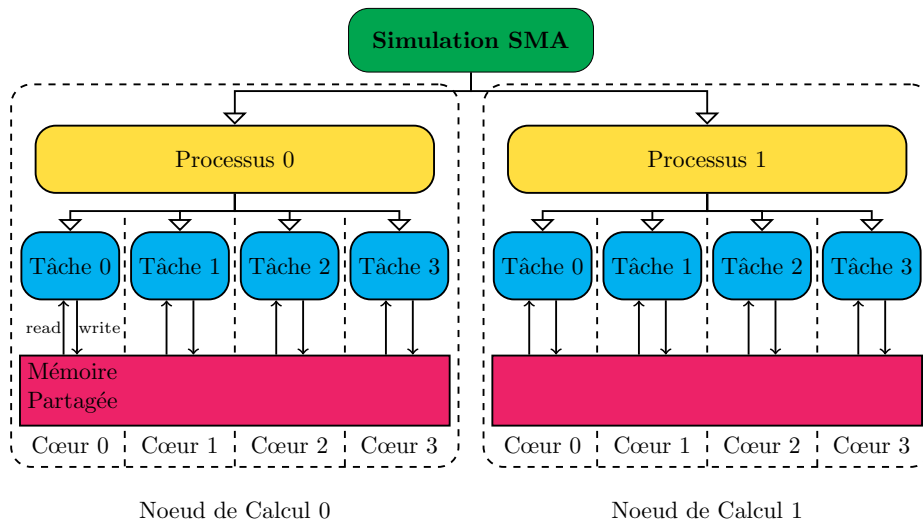 Simulation SMA
Processus 0
Processus 1
Tâche 0
Tâche 1
Tâche 2
Tâche 3
Tâche 0
Tâche 1
Tâche 2
Tâche 3
read
write
Mémoire
Partagée
Cœur 0
Cœur 1
Cœur 2
Cœur 3
Cœur 0
Cœur 1
Cœur 2
Cœur 3
Noeud de Calcul 0
Noeud de Calcul 1